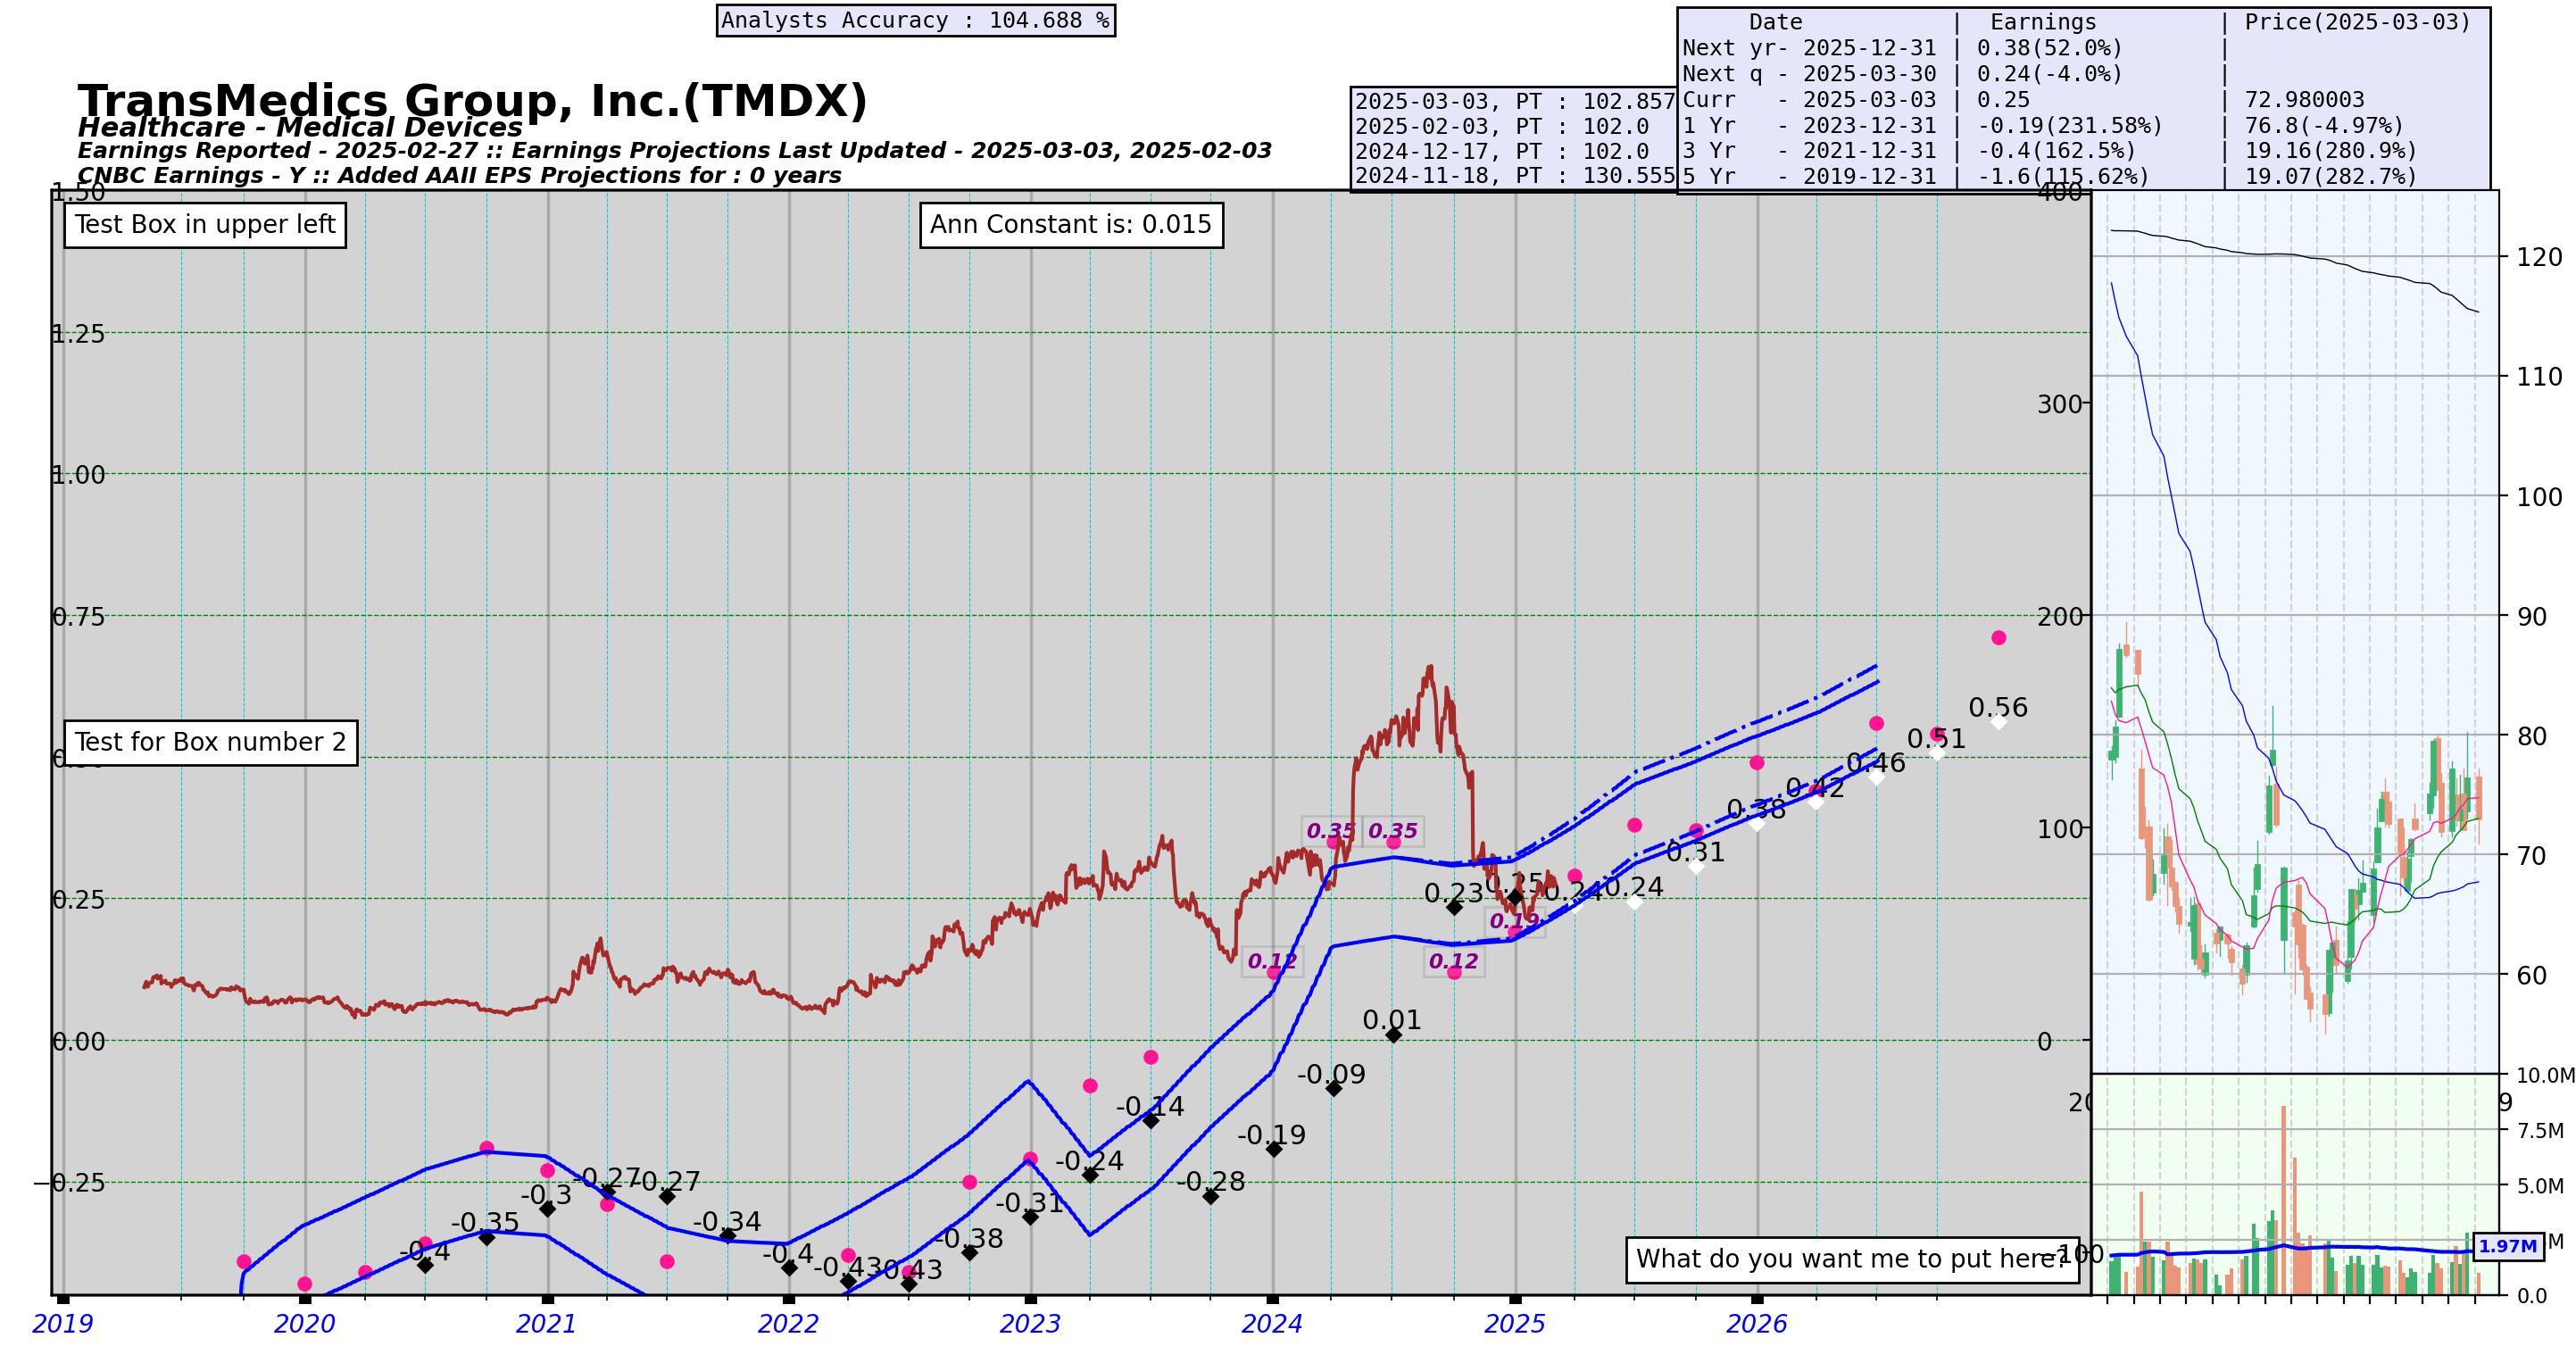 Analysts Accuracy : 104.688 %
Date | Earnings | Price(2025-03-03)
Next yr- 2025-12-31 | 0.38(52.0%) |
Next q - 2025-03-30 | 0.24(-4.0%) |
Curr - 2025-03-03 | 0.25 | 72.980003
1 Yr - 2023-12-31 | -0.19(231.58%) | 76.8(-4.97%)
3 Yr - 2021-12-31 | -0.4(162.5%) | 19.16(280.9%)
5 Yr - 2019-12-31 | -1.6(115.62%) | 19.07(282.7%)
2025-03-03, PT : 102.857
2025-02-03, PT : 102.0
2024-12-17, PT : 102.0
2024-11-18, PT : 130.555
TransMedics Group, Inc.(TMDX)
Healthcare - Medical Devices
Earnings Reported - 2025-02-27 :: Earnings Projections Last Updated - 2025-03-03, 2025-02-03
CNBC Earnings - Y :: Added AAII EPS Projections for : 0 years
1.50
400
Test Box in upper left
Ann Constant is: 0.015
120
1.25
110
300
1.00
100
0.75
200
90
0.56
Test for Box number 2
0.51
80
0.46
0.42
0.38
0.35
0.35
100
0.31
70
0.25
0.23
0.25
0.24
0.24
0.19
0.12
0.12
60
0.01
0.00
0
-0.09
10.0M
-0.14
-0.19
7.5M
-0.24
−0.25
-0.27
-0.27
-0.28
5.0M
-0.3
-0.31
-0.35
-0.34
-0.38
-0.4
-0.4
-0.43
-0.43
What do you want me to put here?
−100
1.97M
0.0
2019
2020
2021
2022
2023
2024
2025
2026